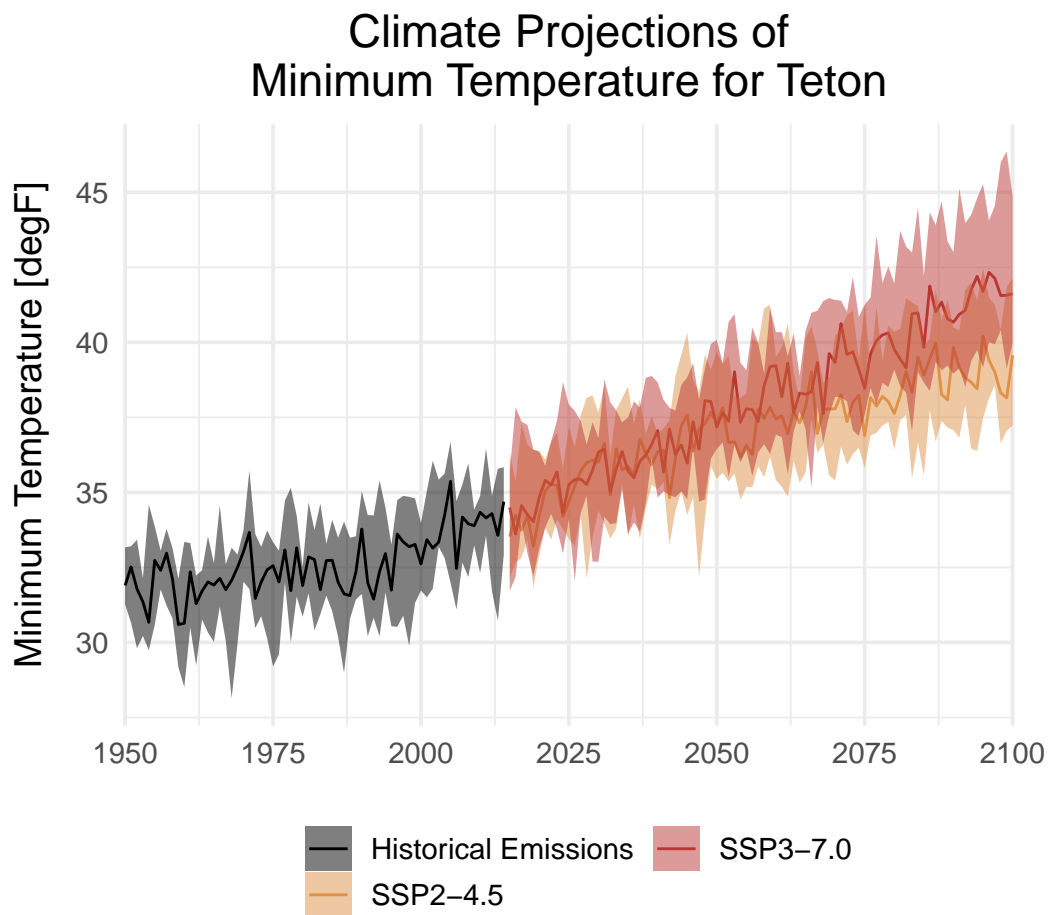 Climate Projections of
Minimum Temperature for Teton
Minimum Temperature [degF]
45
40
35
30
1950 1975 2000 2025 2050 2075 2100
Historical Emissions SSP3−7.0
SSP2−4.5